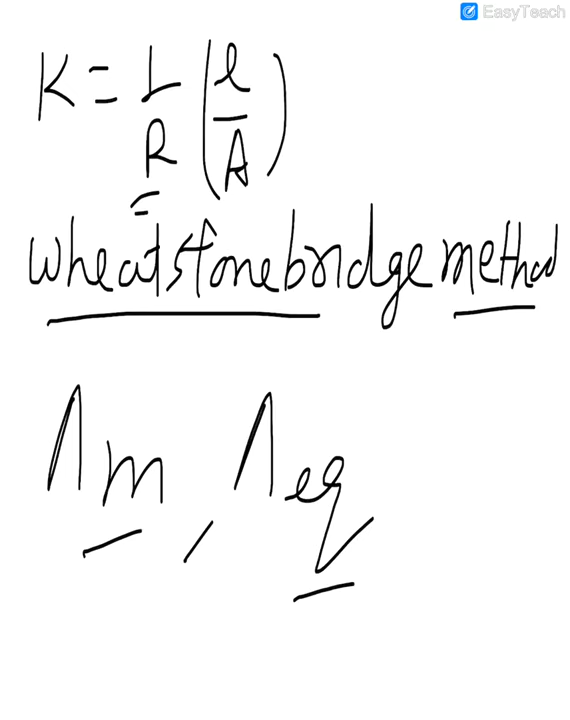 EasyTeach
K = 1/R (l/A)
wheatstone bridge method
Λm, Λeq